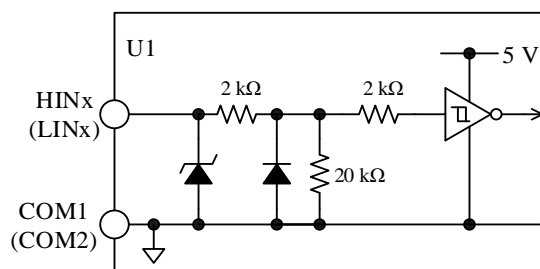 U1
5 V
2 kΩ
2 kΩ
HINx
(LINx)
20 kΩ
COM1
(COM2)